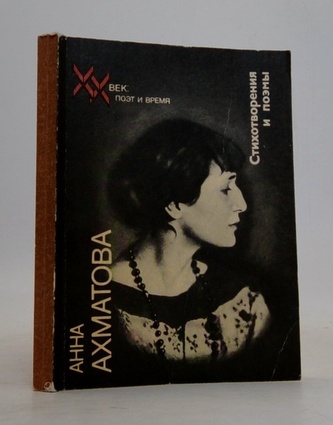 XX
ВЕК:
ПОЭТ И ВРЕМЯ
Стихотворения
и поэмы
АННА
АХМАТОВА